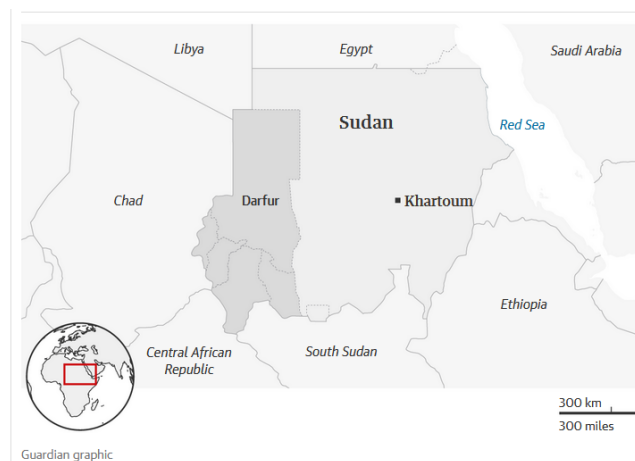 Libya
Egypt
Saudi Arabia
Sudan
Red Sea
Chad
Darfur
Khartoum
Ethiopia
Central African
Republic
South Sudan
300 km
300 miles
Guardian graphic